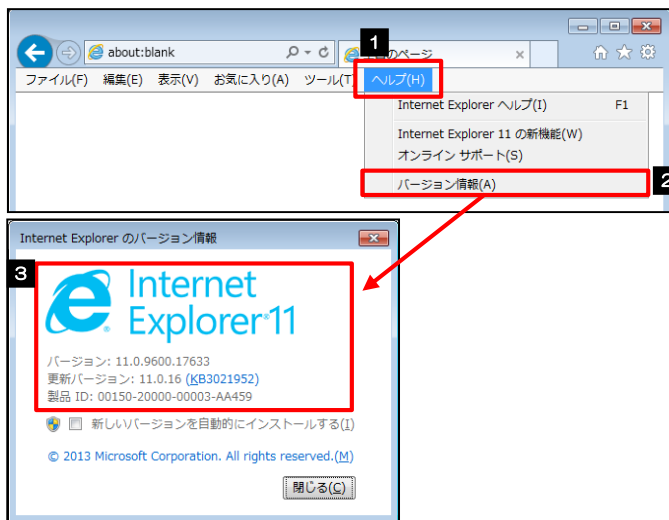 1
about:blank
のページ
ファイル(F) 編集(E) 表示(V) お気に入り(A) ツール(T) ヘルプ(H)
Internet Explorer ヘルプ(I) F1
Internet Explorer 11 の新機能(W)
オンライン サポート(S)
バージョン情報(A)
2
Internet Explorer のバージョン情報
3
Internet
Explorer®11
バージョン: 11.0.9600.17633
更新バージョン: 11.0.16 (KB3021952)
製品 ID: 00150-20000-00003-AA459
新しいバージョンを自動的にインストールする(I)
© 2013 Microsoft Corporation. All rights reserved.(M)
閉じる(C)